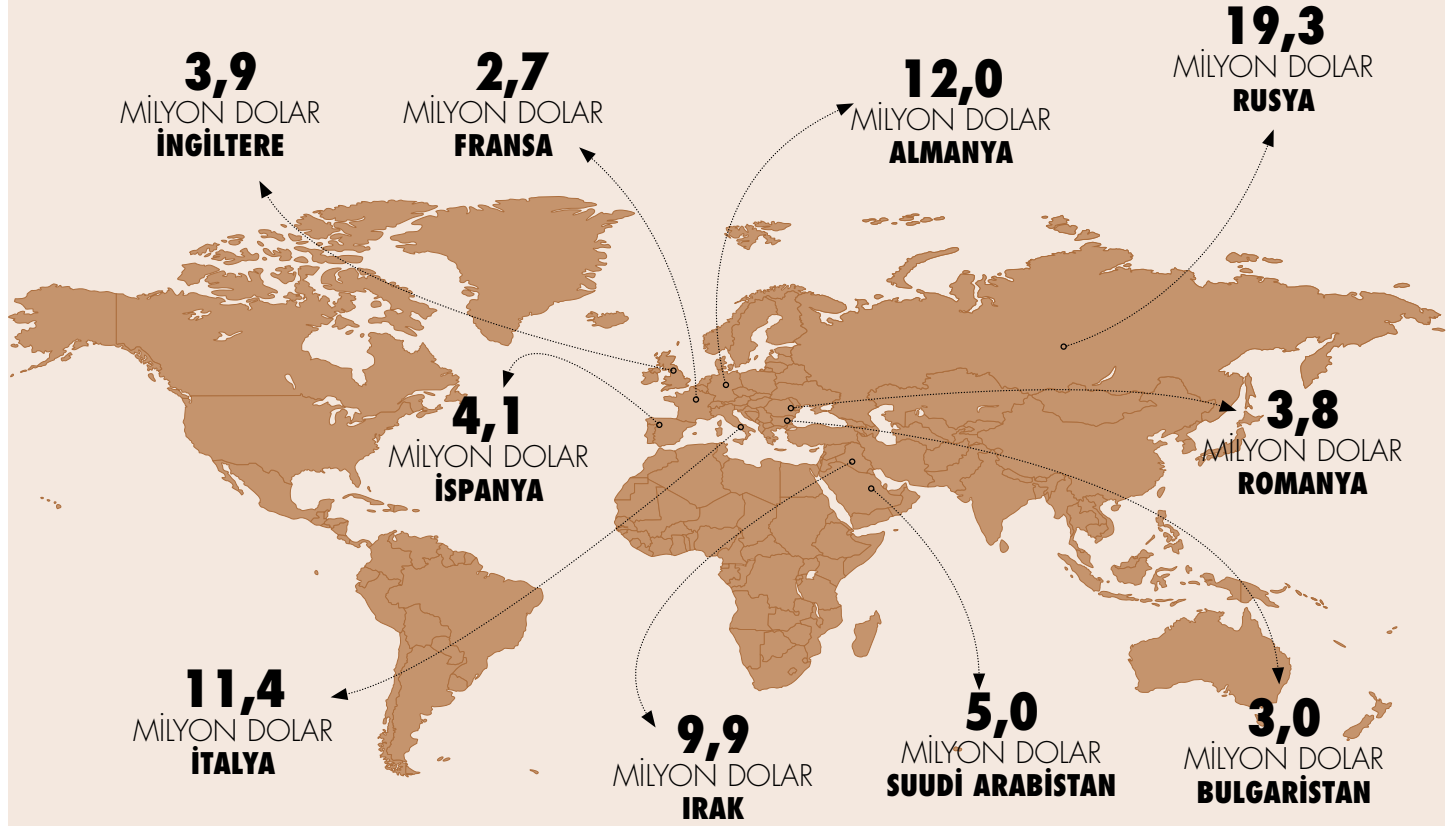 3,9
MİLYON DOLAR
İNGİLTERE
2,7
MİLYON DOLAR
FRANSA
12,0
MİLYON DOLAR
ALMANYA
19,3
MİLYON DOLAR
RUSYA
4,1
MİLYON DOLAR
İSPANYA
3,8
MİLYON DOLAR
ROMANYA
11,4
MİLYON DOLAR
İTALYA
9,9
MİLYON DOLAR
IRAK
5,0
MİLYON DOLAR
SUUDİ ARABİSTAN
3,0
MİLYON DOLAR
BULGARİSTAN